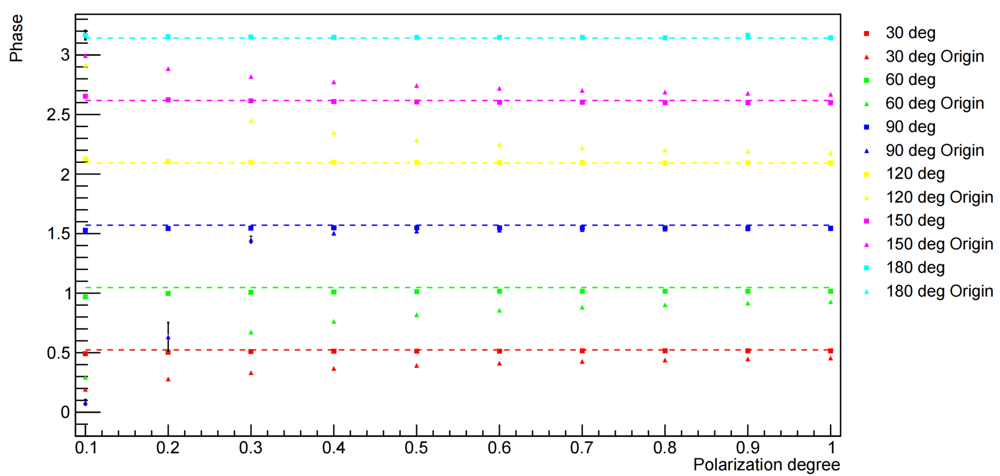 Phase
3
2.5
2
1.5
1
0.5
0
0.1 0.2 0.3 0.4 0.5 0.6 0.7 0.8 0.9 1
Polarization degree
30 deg
30 deg Origin
60 deg
60 deg Origin
90 deg
90 deg Origin
120 deg
120 deg Origin
150 deg
150 deg Origin
180 deg
180 deg Origin